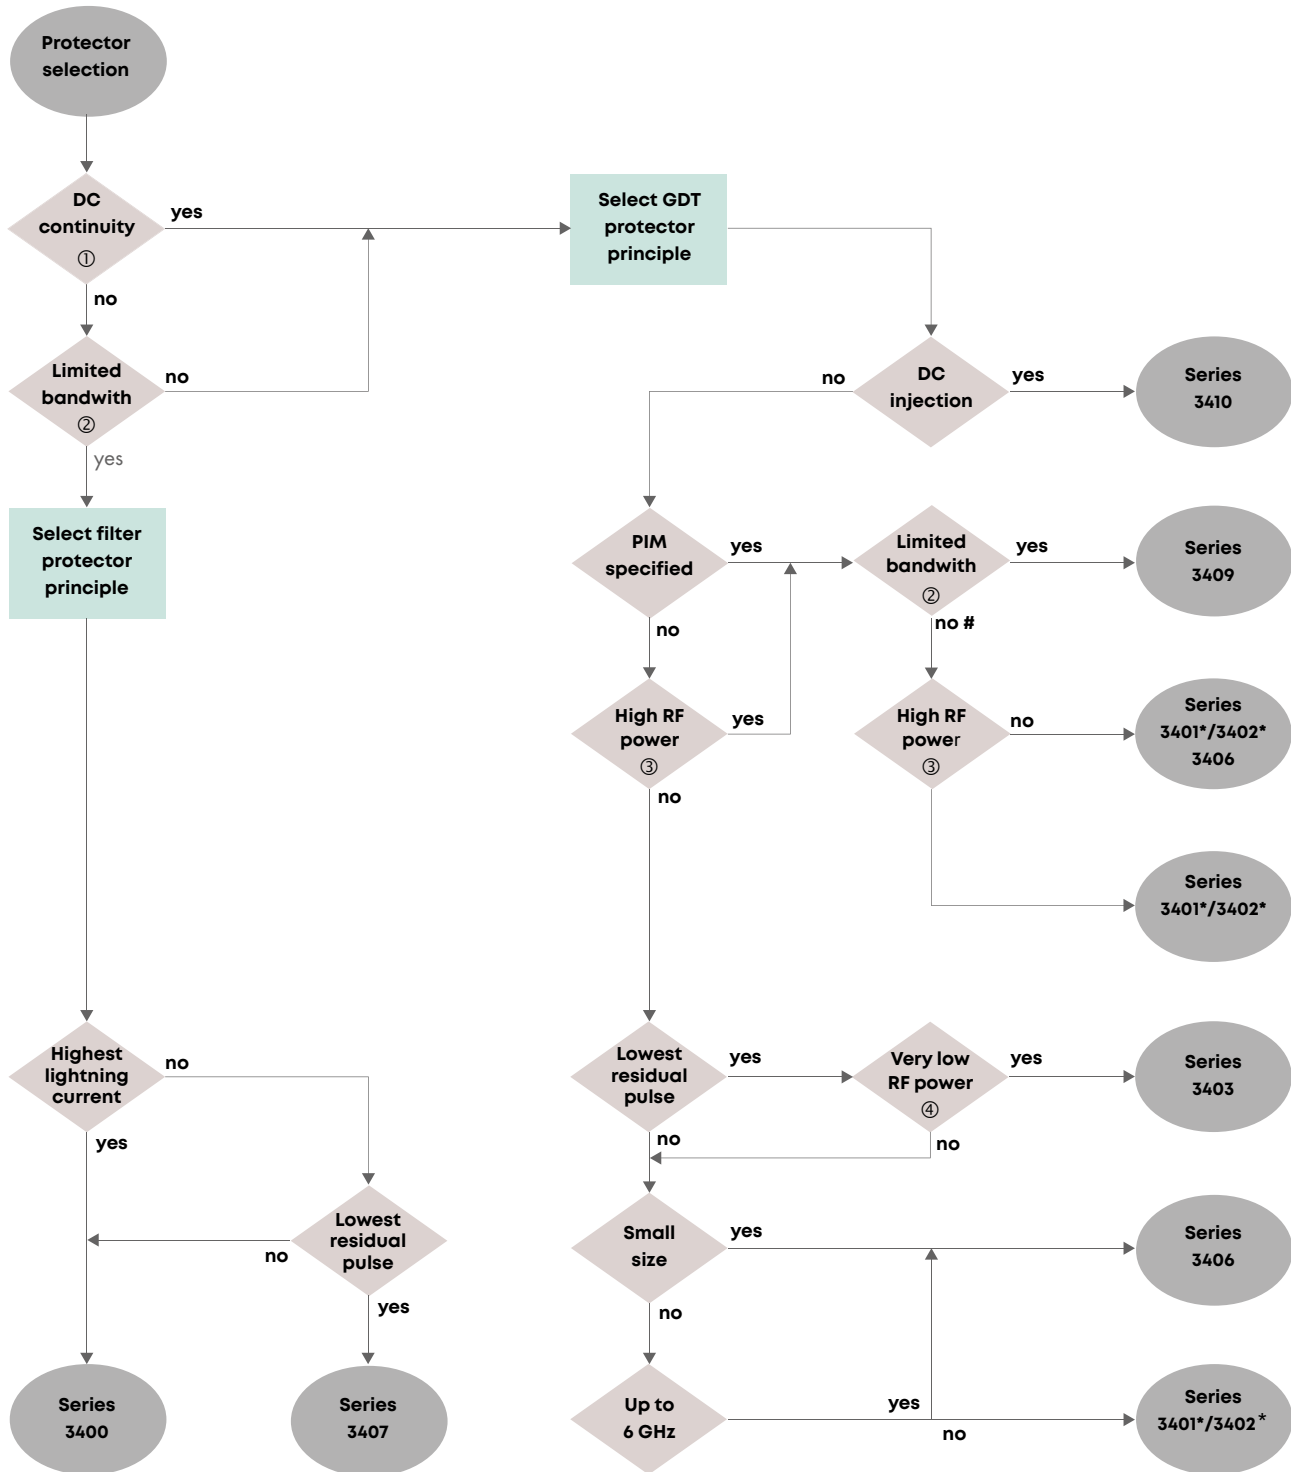 Protector
selection
DC
continuity
①
yes
no
Select GDT
protector
principle
Limited
bandwith
②
no
yes
DC
injection
no
yes
Series
3410
Select filter
protector
principle
PIM
specified
yes
no
Limited
bandwith
②
yes
no #
Series
3409
High RF
power
③
yes
no
High RF
power
③
no
Series
3401*/3402*
3406
Series
3401*/3402*
Highest
lightning
current
no
yes
Lowest
residual
pulse
yes
no
Very low
RF power
④
yes
no
Series
3403
Lowest
residual
pulse
no
yes
Small
size
yes
no
Series
3406
Series
3400
Series
3407
Up to
6 GHz
yes
no
Series
3401*/3402*